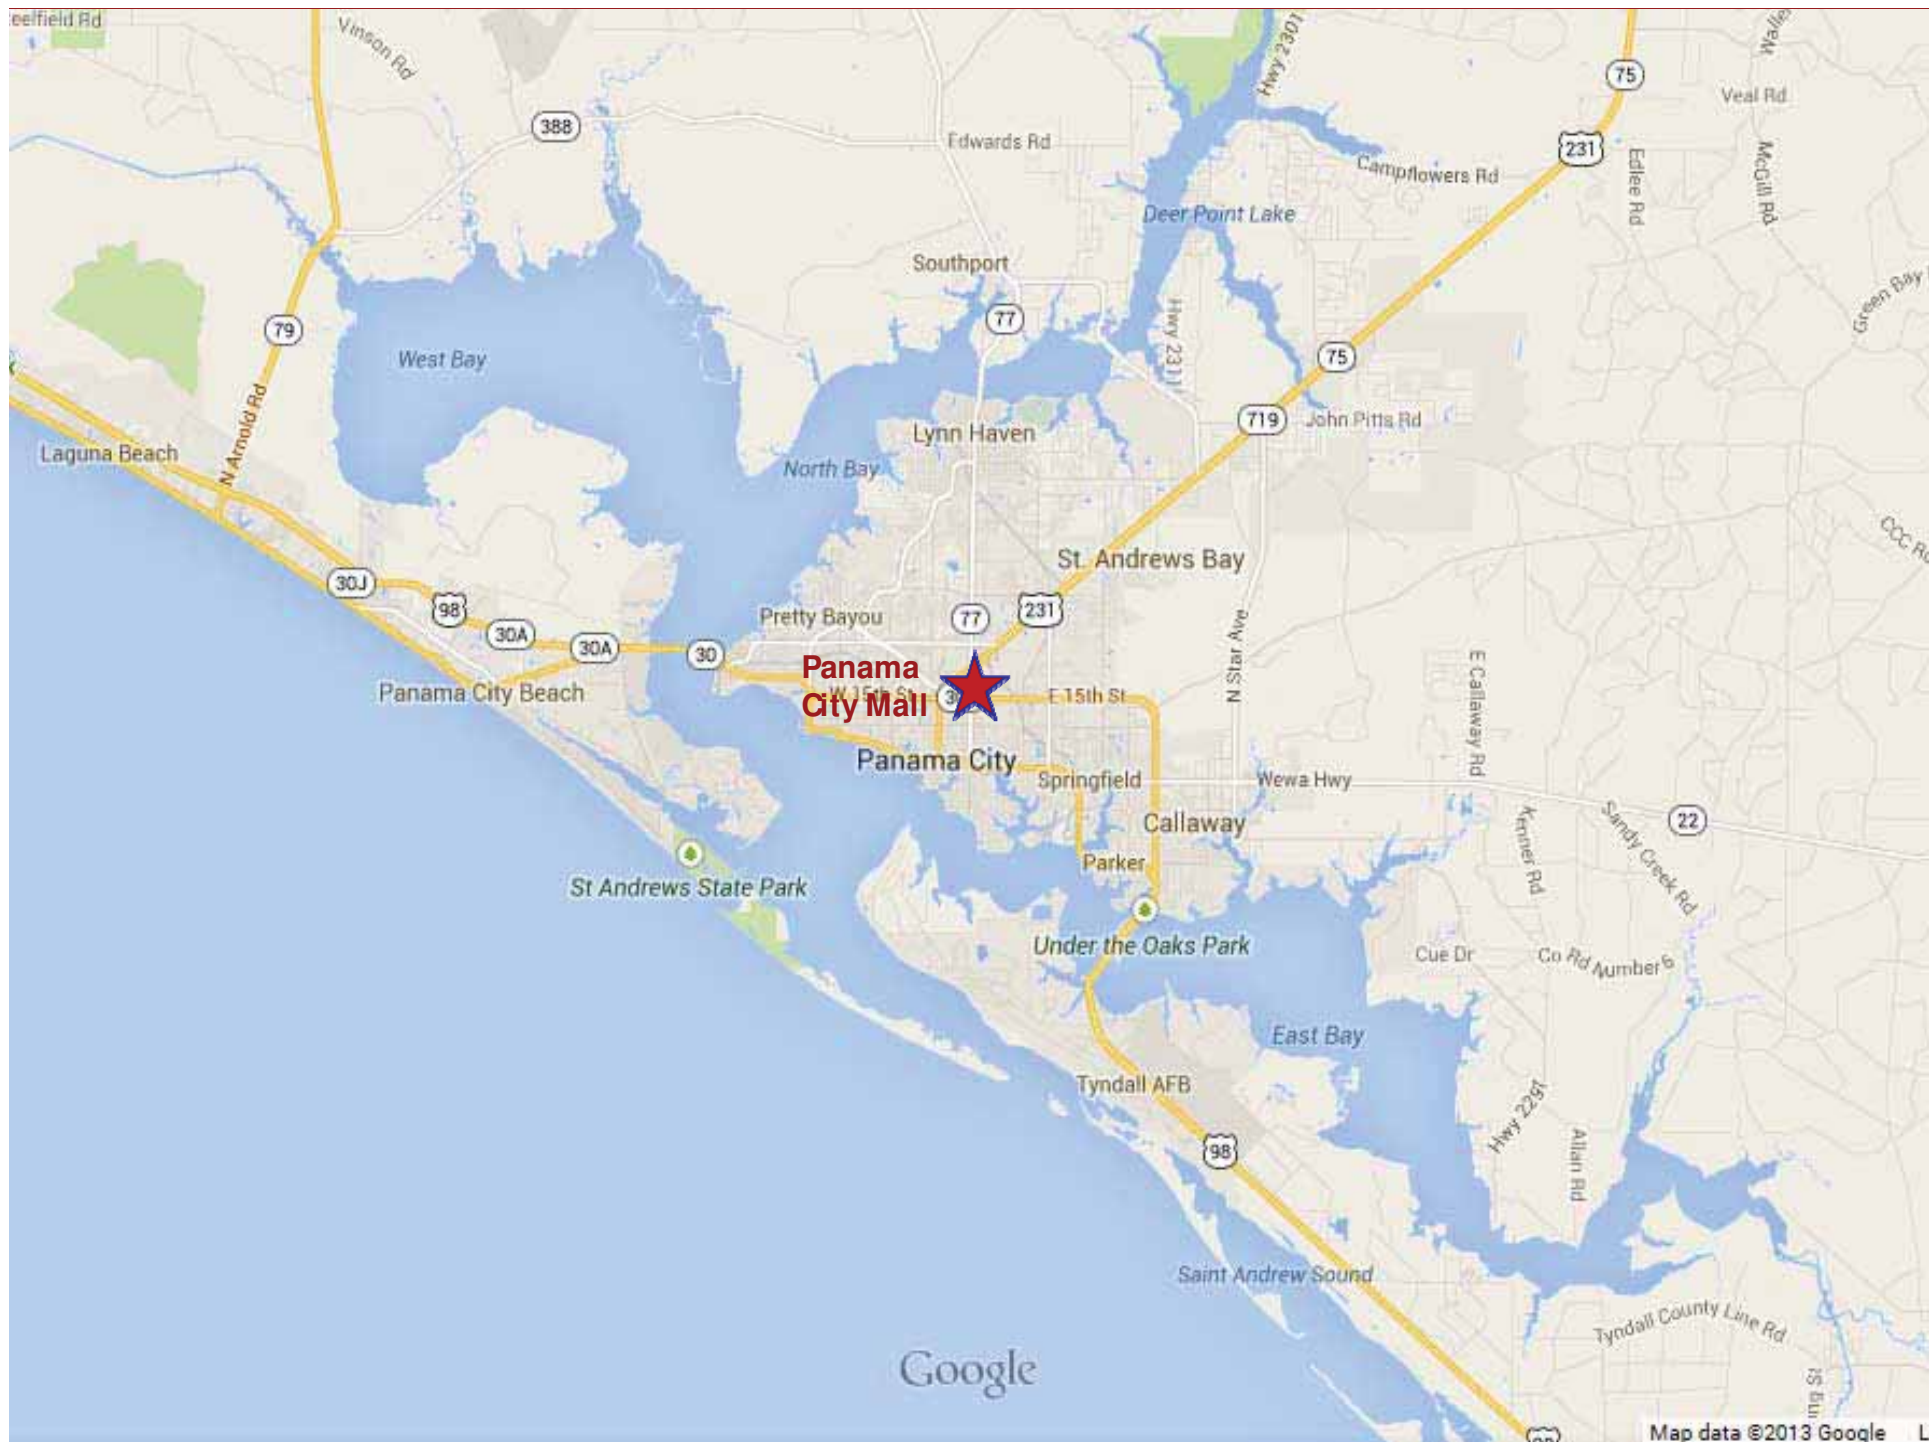 eelfield Rd
Vinson Rd
Hwy 2301
75
Veal Rd
388
Edwards Rd
231
Campflowers Rd
Edlee Rd
McGill Rd
Deer Point Lake
Southport
77
Hwy 2311
Green Bay
79
West Bay
75
N Arnold Rd
719
John Pitts Rd
Laguna Beach
Lynn Haven
North Bay
CCC
St. Andrews Bay
30J
98
Pretty Bayou
77
231
30A
30A
30
N Star Ave
E Callaway Rd
Panama
City Mall
W 15th St
E 15th St
Panama City Beach
Panama City
Springfield
Wewa Hwy
Callaway
22
Kenner Rd
Sandy Creek Rd
Parker
St Andrews State Park
Under the Oaks Park
Cue Dr
Co Rd Number 6
East Bay
Tyndall AFB
Hwy 2297
Allan Rd
98
Saint Andrew Sound
Tyndall County Line Rd
Google
Map data ©2013 Google